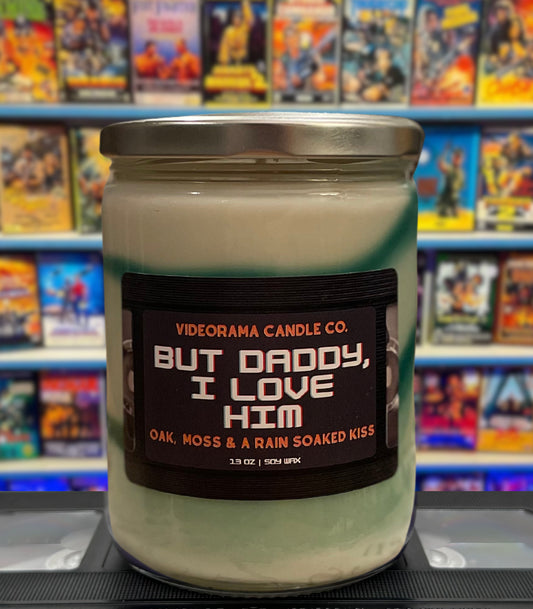 VIDEORAMA CANDLE CO.
BUT DADDY,
I LOVE
HIM
OAK, MOSS & A RAIN SOAKED KISS
13 OZ | SOY WAX